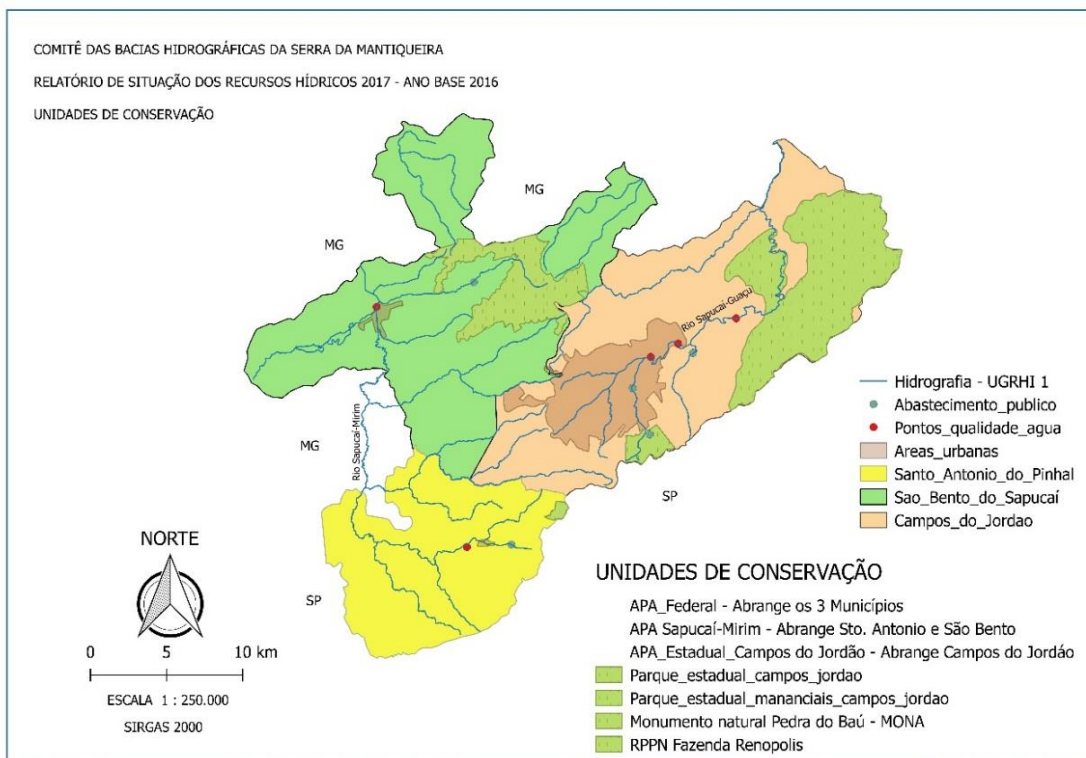 COMITÊ DAS BACIAS HIDROGRÁFICAS DA SERRA DA MANTIQUEIRA
RELATÓRIO DE SITUAÇÃO DOS RECURSOS HÍDRICOS 2017 - ANO BASE 2016
UNIDADES DE CONSERVAÇÃO
MG
MG
Rio Sapucaí-Guaçu
MG
Rio Sapucaí-Mirim
SP
SP
Hidrografia - UGRHI 1
Abastecimento_publico
Pontos_qualidade_agua
Areas_urbanas
Santo_Antonio_do_Pinhal
Sao_Bento_do_Sapucaí
Campos_do_Jordao
NORTE
0 5 10 km
ESCALA 1 : 250.000
SIRGAS 2000
UNIDADES DE CONSERVAÇÃO
APA_Federal - Abrange os 3 Municípios
APA Sapucaí-Mirim - Abrange Sto. Antonio e São Bento
APA_Estadual_Campos do Jordão - Abrange Campos do Jordáo
Parque_estadual_campos_jordao
Parque_estadual_mananciais_campos_jordao
Monumento natural Pedra do Baú - MONA
RPPN Fazenda Renopolis